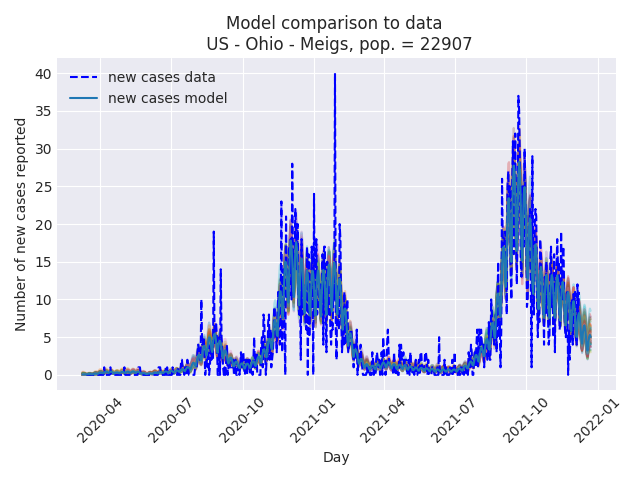 Model comparison to data
US - Ohio - Meigs, pop. = 22907
new cases data
new cases model
Number of new cases reported
40
35
30
25
20
15
10
5
0
2020-04
2020-07
2020-10
2021-01
2021-04
2021-07
2021-10
2022-01
Day